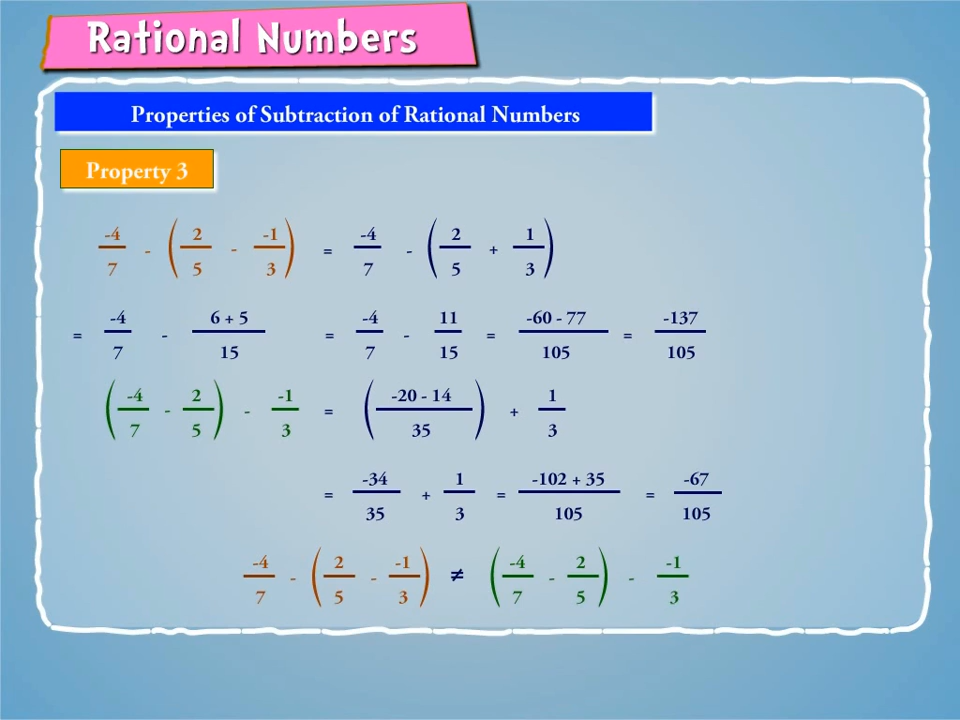 Rational Numbers
Properties of Subtraction of Rational Numbers
Property 3
-4/7 - (2/5 - -1/3) = -4/7 - (2/5 + 1/3)
= -4/7 - 6 + 5/15 = -4/7 - 11/15 = -60 - 77/105 = -137/105
(-4/7 - 2/5) - -1/3 = (-20 - 14/35) + 1/3
= -34/35 + 1/3 = -102 + 35/105 = -67/105
-4/7 - (2/5 - -1/3) ≠ (-4/7 - 2/5) - -1/3